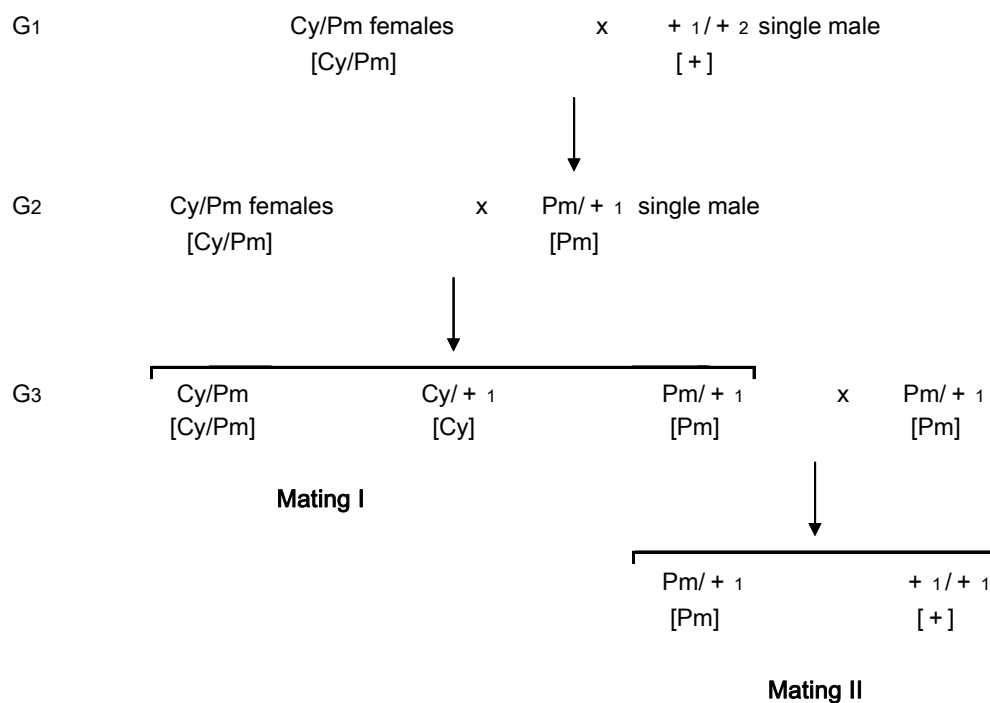 G1 Cy/Pm females x + 1/ + 2 single male
[Cy/Pm] [ + ]
G2 Cy/Pm females x Pm/ + 1 single male
[Cy/Pm] [Pm]
G3 Cy/Pm Cy/ + 1 Pm/ + 1 x Pm/ + 1
[Cy/Pm] [Cy] [Pm] [Pm]
Mating I
Pm/ + 1 + 1/ + 1
[Pm] [ + ]
Mating II